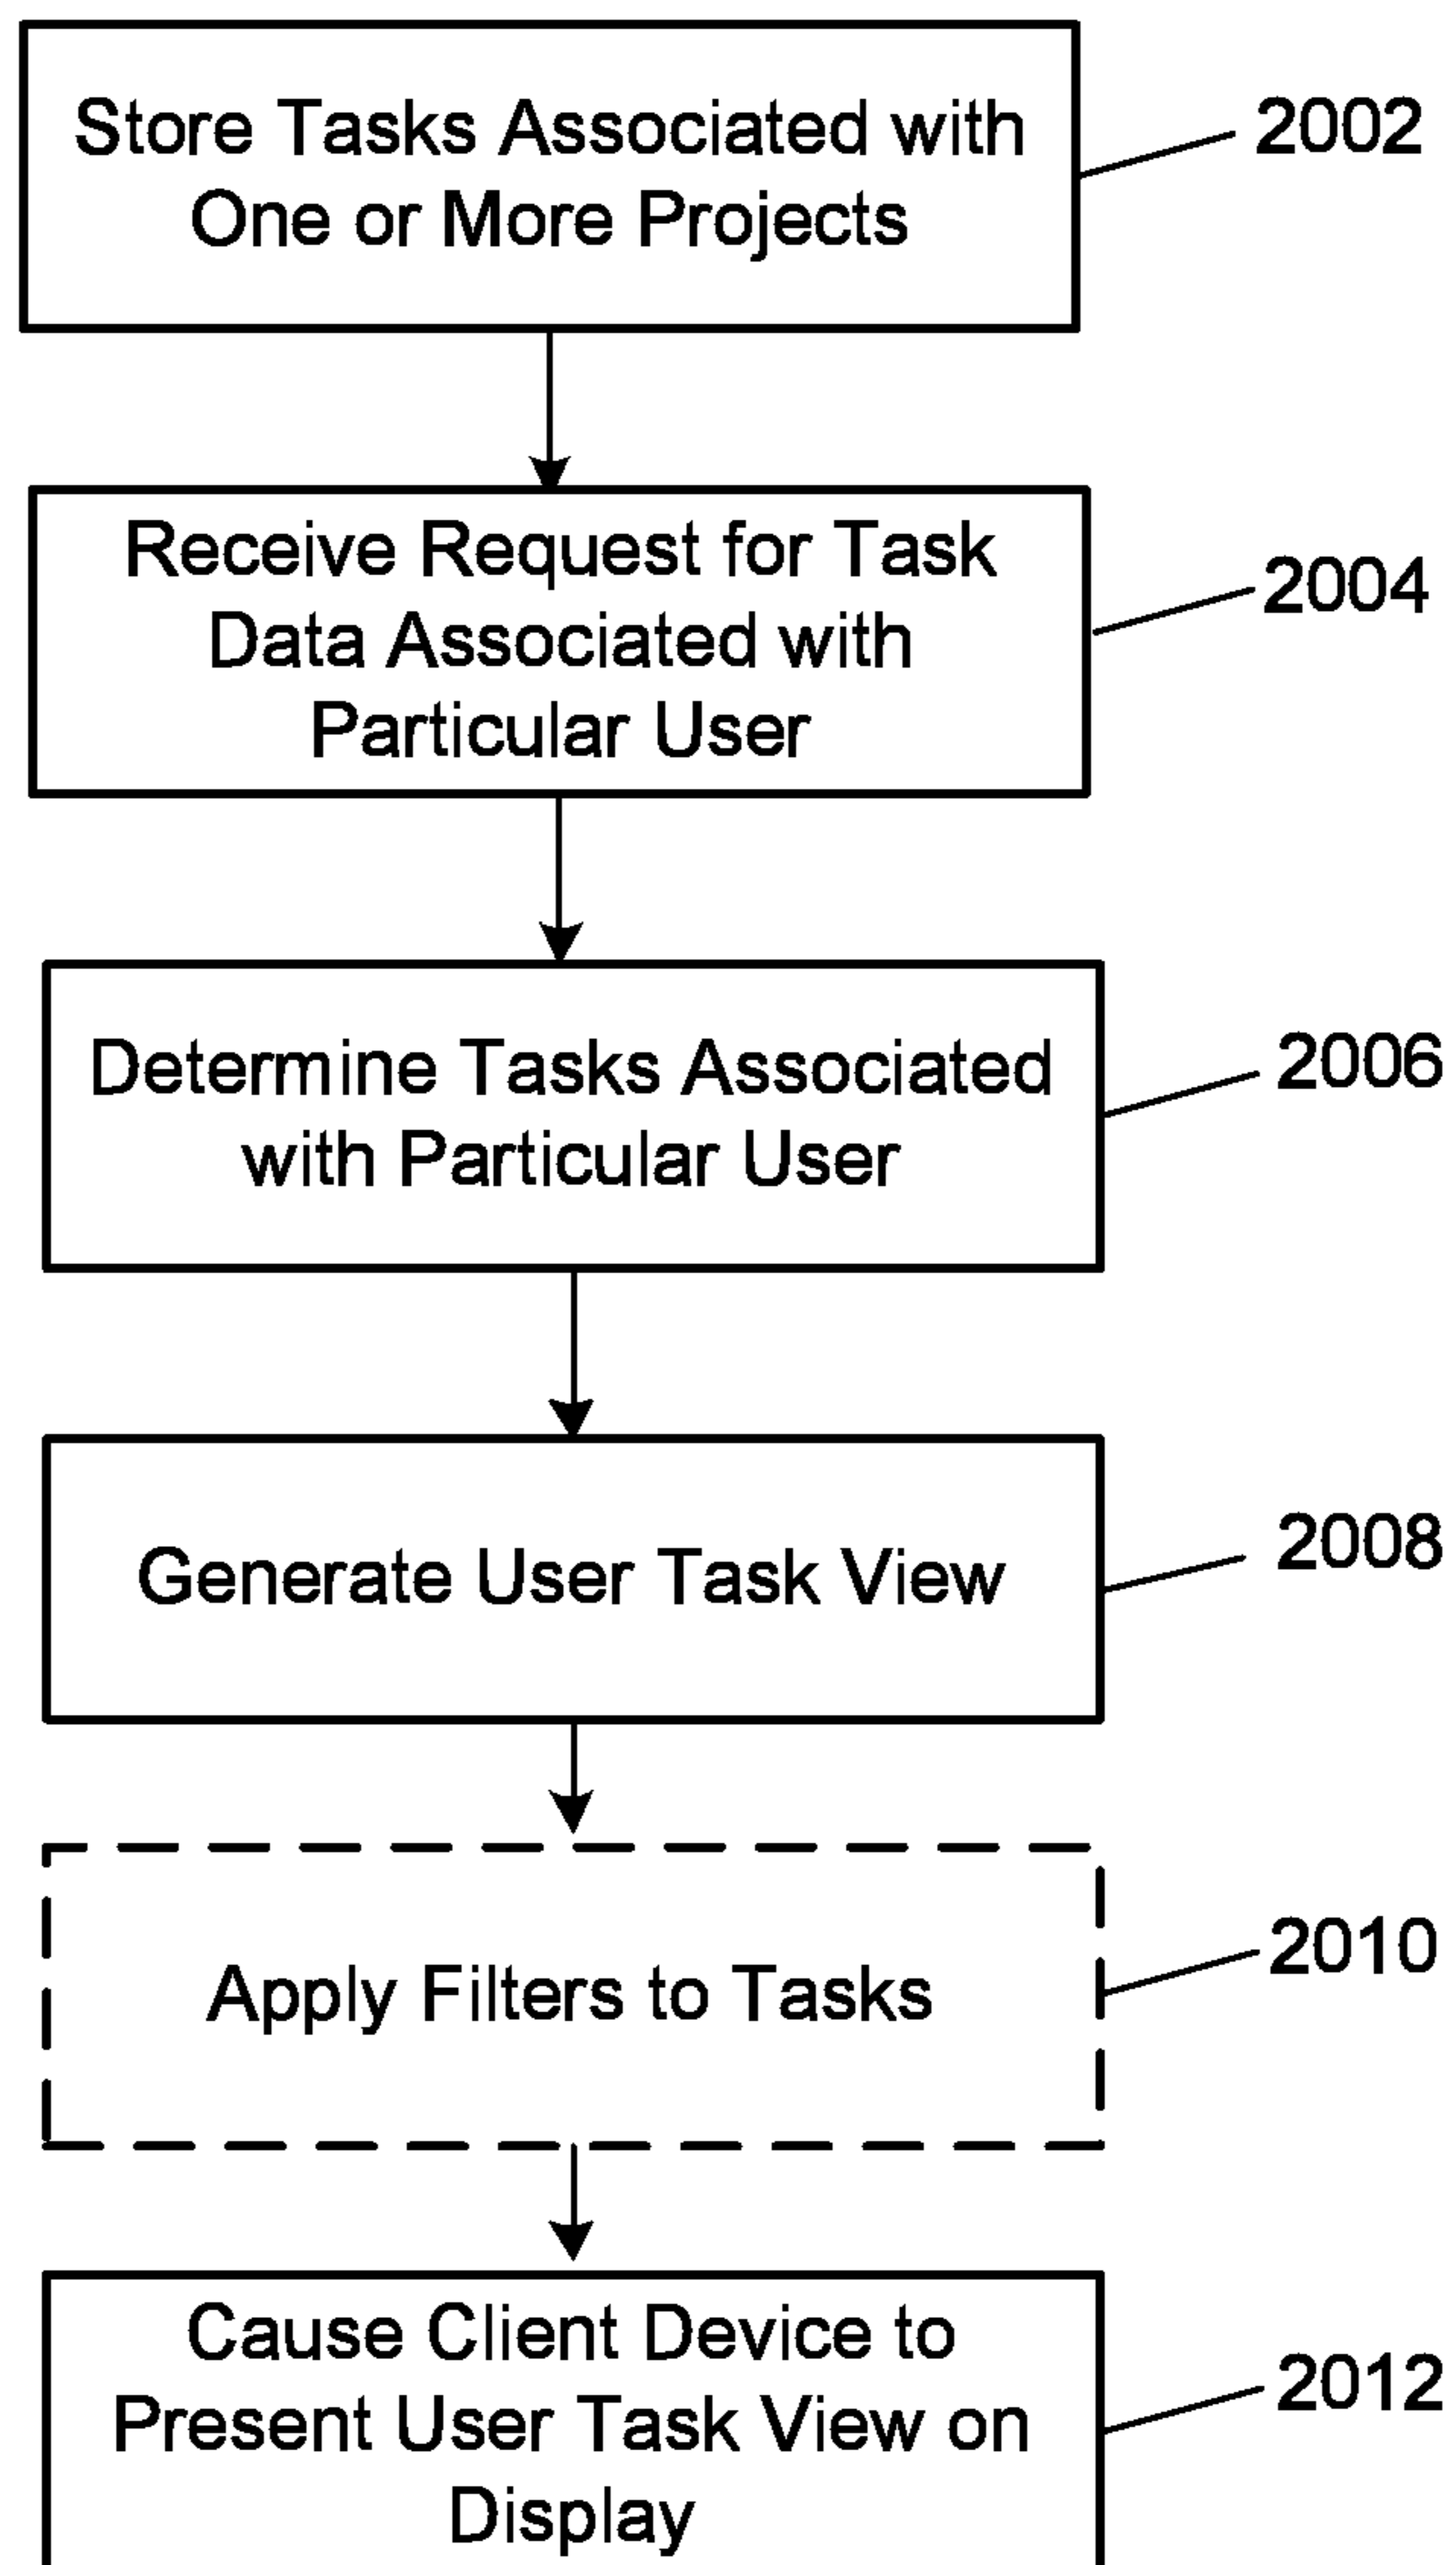 Store Tasks Associated with
One or More Projects
2002
Receive Request for Task
Data Associated with
Particular User
2004
Determine Tasks Associated
with Particular User
2006
Generate User Task View
2008
Apply Filters to Tasks
2010
Cause Client Device to
Present User Task View on
Display
2012